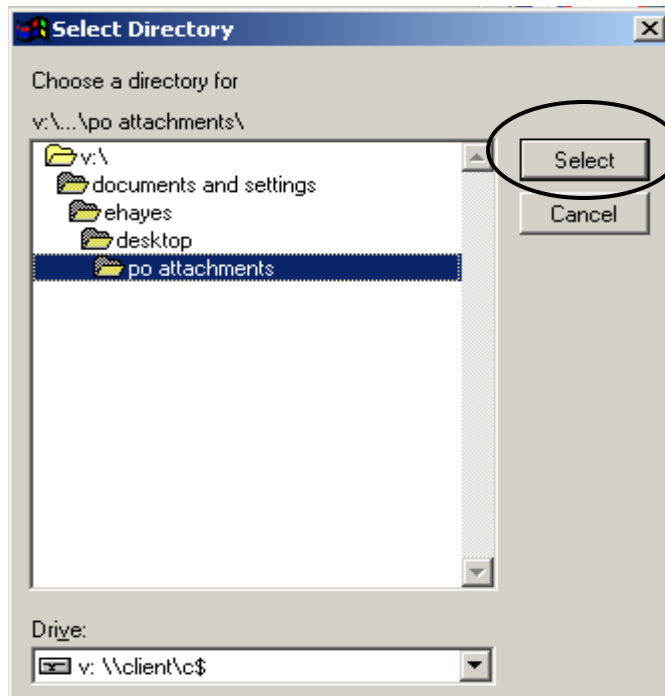 Select Directory
Choose a directory for
v:\...\po attachments\
v:\
documents and settings
ehayes
desktop
po attachments
Select
Cancel
Drive:
v: \\client\c$